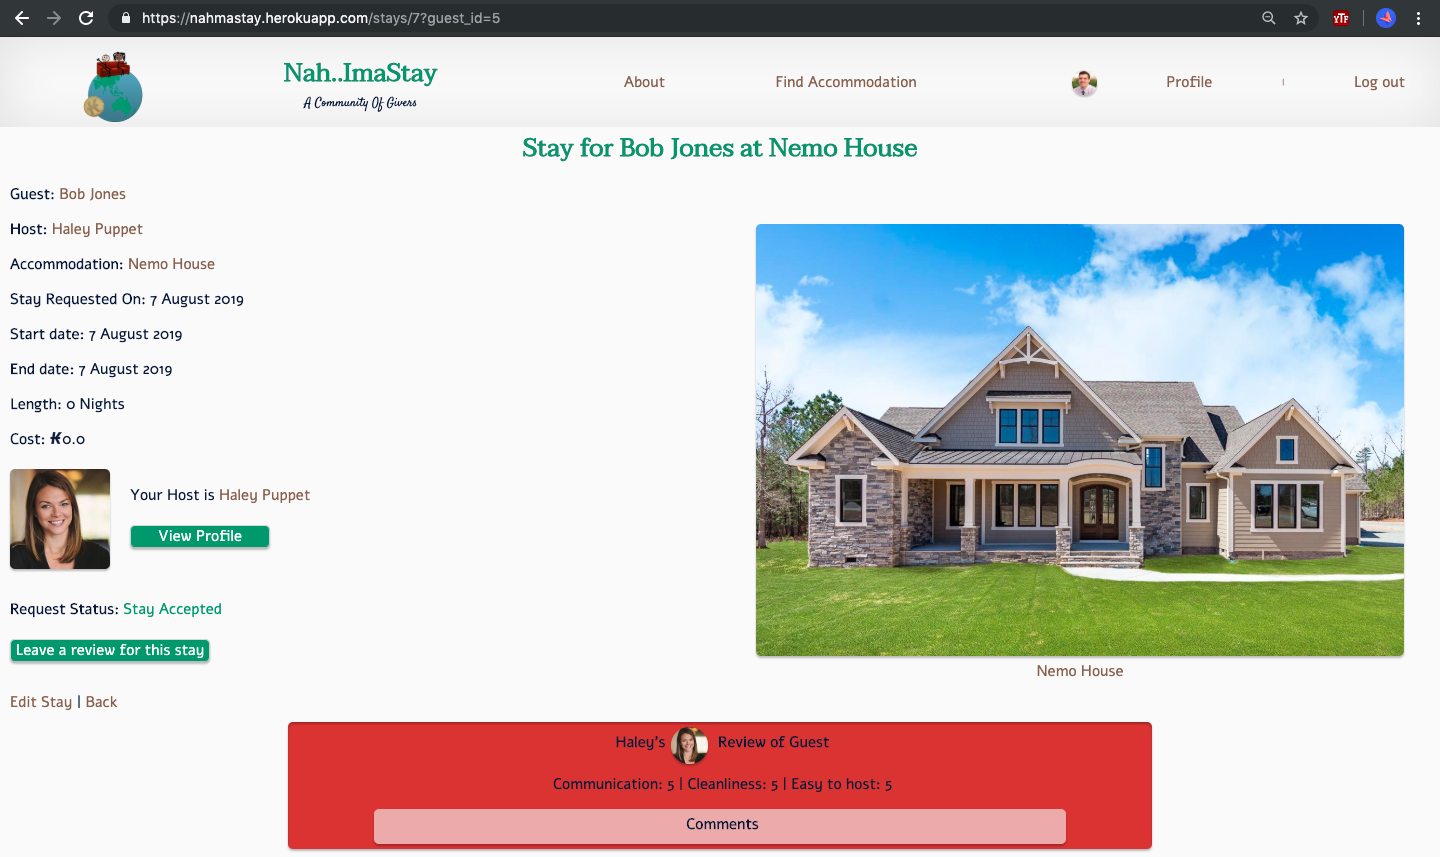 https://nahmastay.herokuapp.com/stays/7?guest_id=5
YTP
Nah..ImaStay
A Community Of Givers
About
Find Accommodation
Profile
|
Log out
Stay for Bob Jones at Nemo House
Guest: Bob Jones
Host: Haley Puppet
Accommodation: Nemo House
Stay Requested On: 7 August 2019
Start date: 7 August 2019
End date: 7 August 2019
Length: 0 Nights
Cost: ₭0.0
Your Host is Haley Puppet
View Profile
Request Status: Stay Accepted
Leave a review for this stay
Edit Stay | Back
Nemo House
Haley's Review of Guest
Communication: 5 | Cleanliness: 5 | Easy to host: 5
Comments